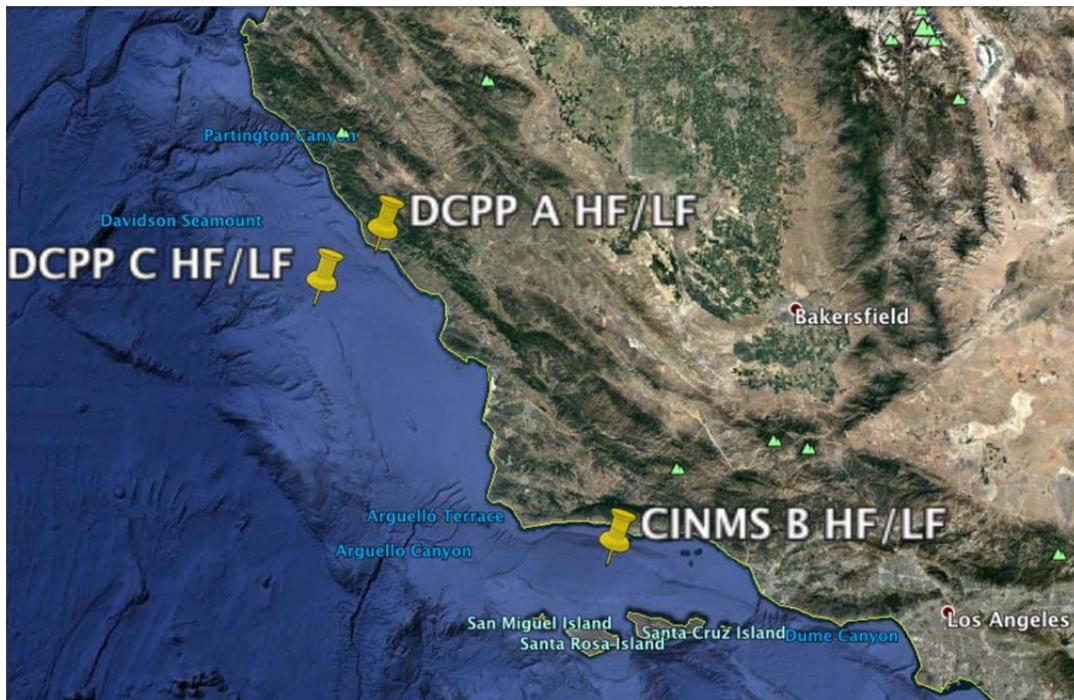 Partington Canyon
DCPP A HF/LF
Davidson Seamount
DCPP C HF/LF
Bakersfield
Arguello Terrace
CINMS B HF/LF
Arguello Canyon
San Miguel Island
Los Angeles
Santa Cruz Island
Dume Canyon
Santa Rosa Island